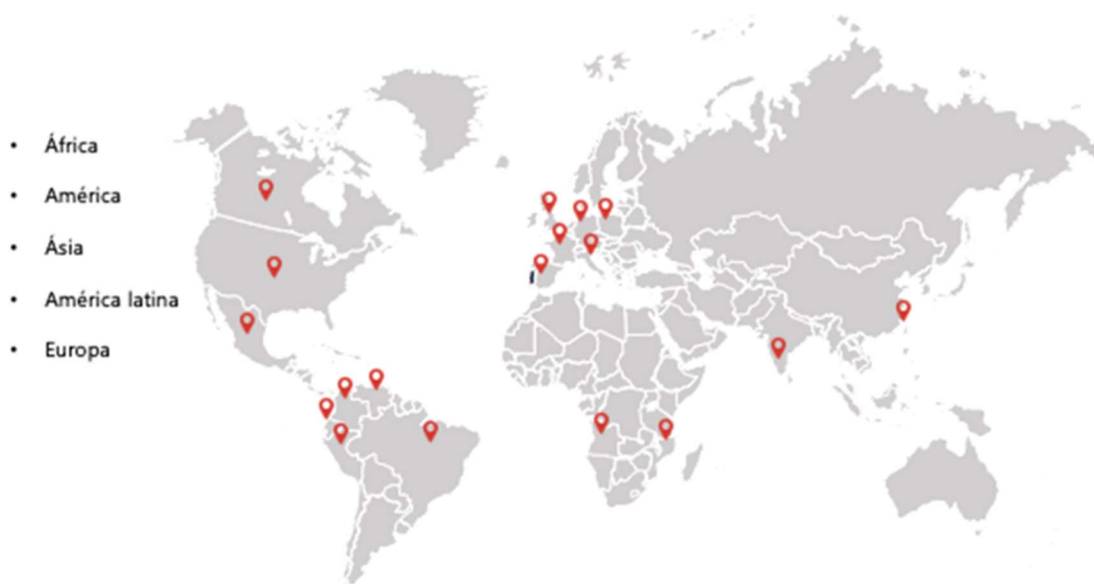 • África
• América
• Ásia
• América latina
• Europa